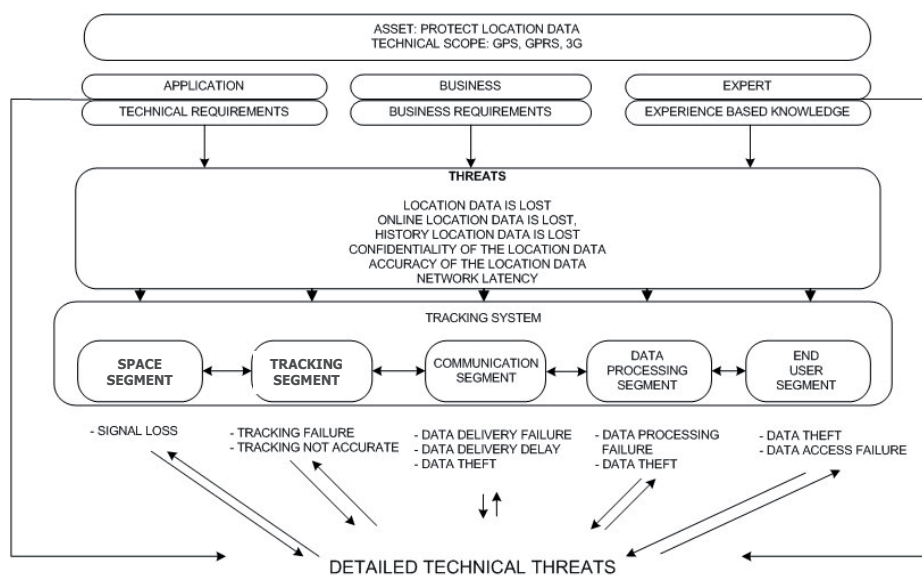 ASSET: PROTECT LOCATION DATA
TECHNICAL SCOPE: GPS, GPRS, 3G
APPLICATION
BUSINESS
EXPERT
TECHNICAL REQUIREMENTS
BUSINESS REQUIREMENTS
EXPERIENCE BASED KNOWLEDGE
THREATS
LOCATION DATA IS LOST
ONLINE LOCATION DATA IS LOST,
HISTORY LOCATION DATA IS LOST
CONFIDENTIALITY OF THE LOCATION DATA
ACCURACY OF THE LOCATION DATA
NETWORK LATENCY
TRACKING SYSTEM
SPACE
SEGMENT
TRACKING
SEGMENT
COMMUNICATION
SEGMENT
DATA
PROCESSING
SEGMENT
END
USER
SEGMENT
- SIGNAL LOSS
- TRACKING FAILURE
- TRACKING NOT ACCURATE
- DATA DELIVERY FAILURE
- DATA DELIVERY DELAY
- DATA THEFT
- DATA PROCESSING
FAILURE
- DATA THEFT
- DATA THEFT
- DATA ACCESS FAILURE
DETAILED TECHNICAL THREATS